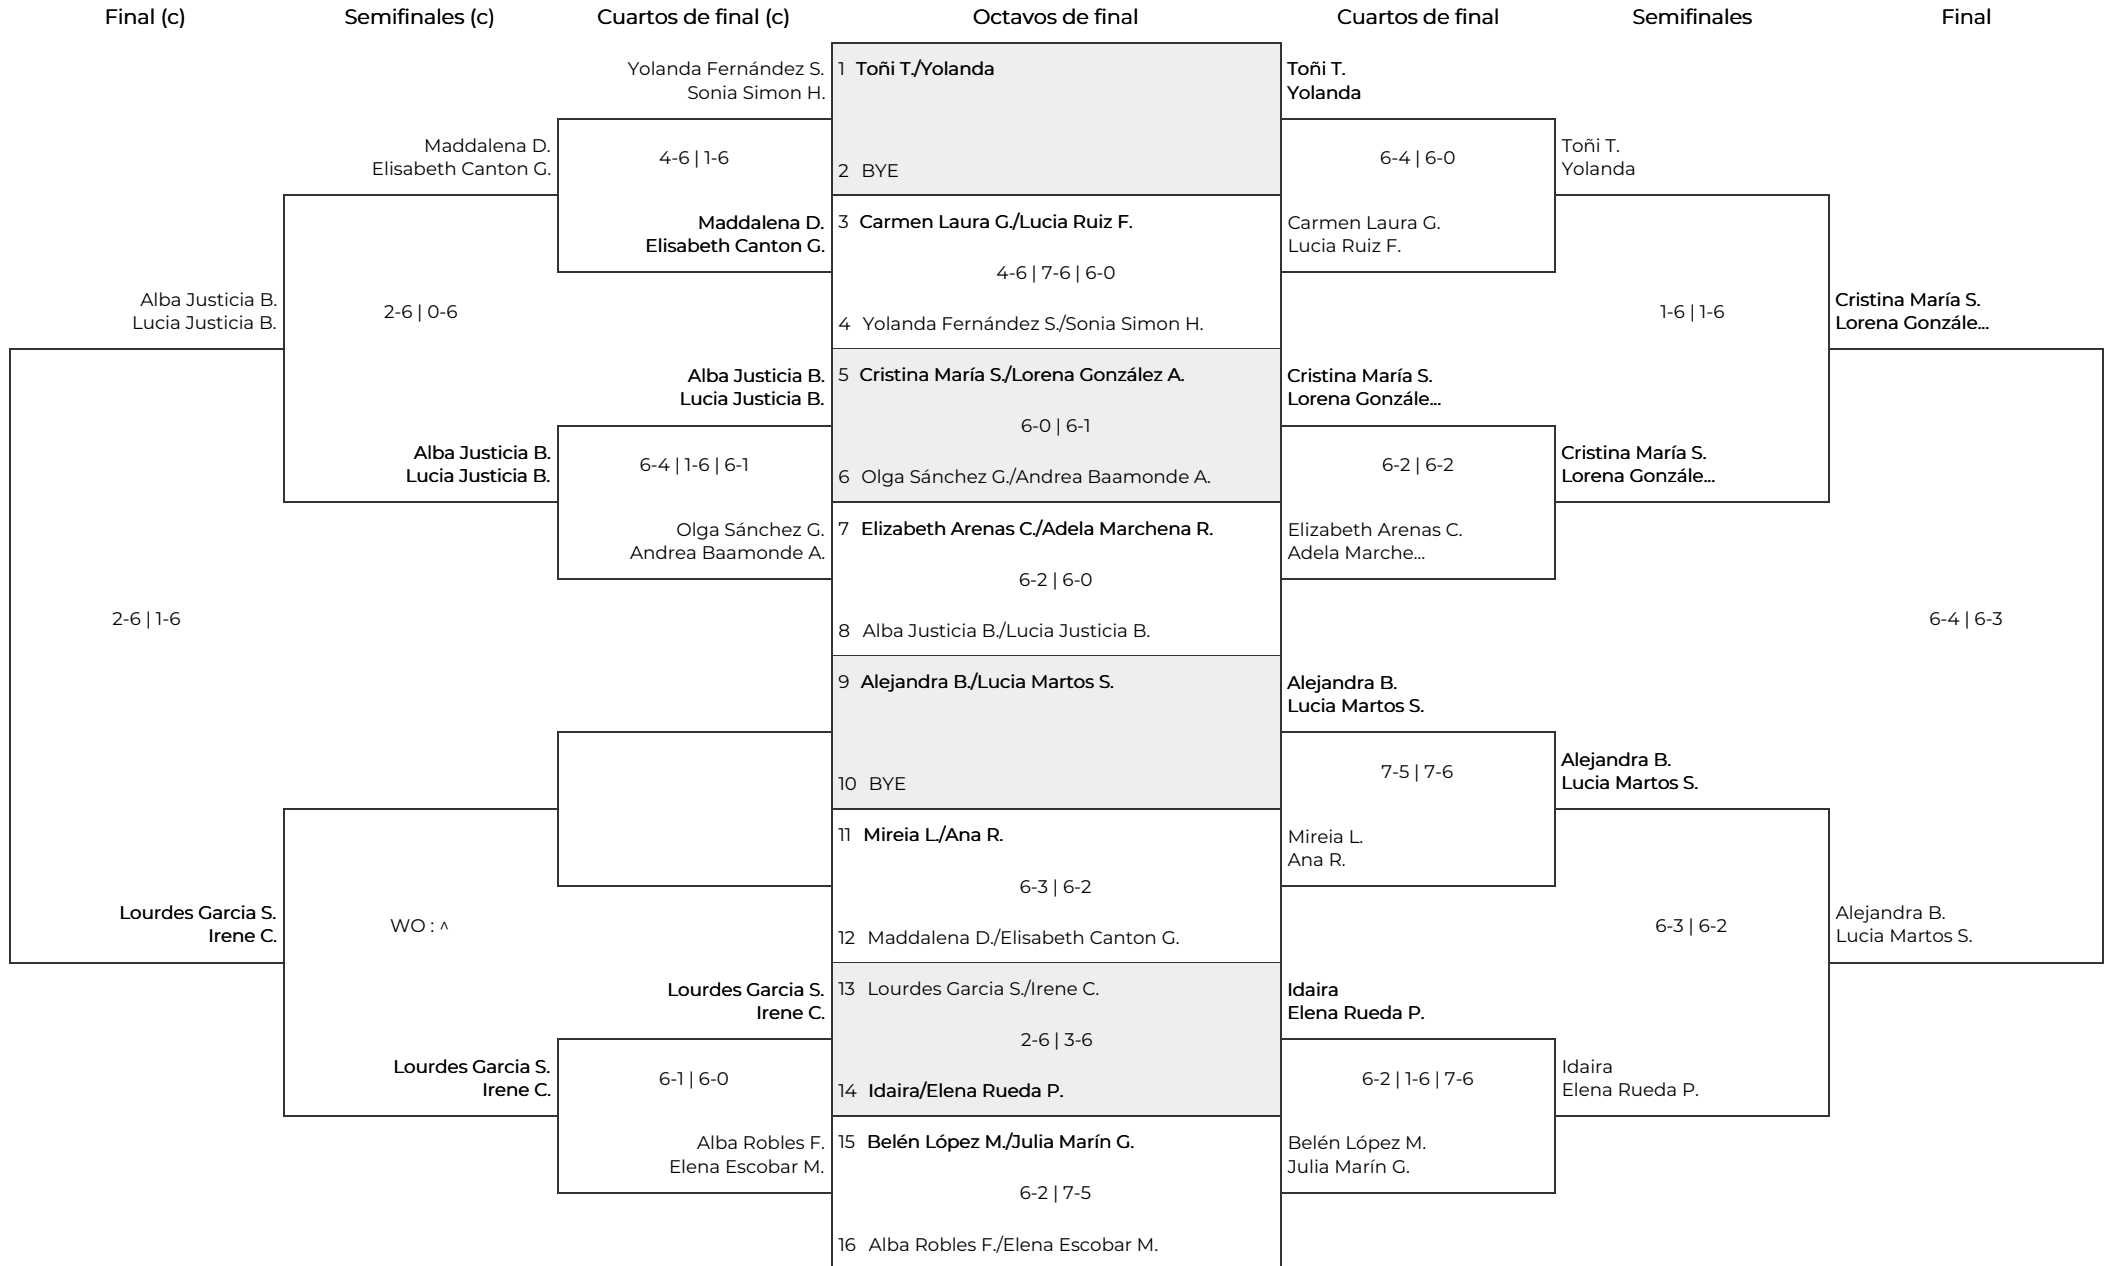 Final (c)
Semifinales (c)
Cuartos de final (c)
Octavos de final
Cuartos de final
Semifinales
Final
Alba Justicia B.
Lucia Justicia B.
2-6 | 1-6
Lourdes Garcia S.
Irene C.
Maddalena D.
Elisabeth Canton G.
2-6 | 0-6
Alba Justicia B.
Lucia Justicia B.
WO : ^
Lourdes Garcia S.
Irene C.
Yolanda Fernández S.
Sonia Simon H.
4-6 | 1-6
Maddalena D.
Elisabeth Canton G.
Alba Justicia B.
Lucia Justicia B.
6-4 | 1-6 | 6-1
Olga Sánchez G.
Andrea Baamonde A.
Lourdes Garcia S.
Irene C.
6-1 | 6-0
Alba Robles F.
Elena Escobar M.
1 Toñi T./Yolanda
2 BYE
3 Carmen Laura G./Lucia Ruiz F.
4-6 | 7-6 | 6-0
4 Yolanda Fernández S./Sonia Simon H.
5 Cristina María S./Lorena González A.
6-0 | 6-1
6 Olga Sánchez G./Andrea Baamonde A.
7 Elizabeth Arenas C./Adela Marchena R.
6-2 | 6-0
8 Alba Justicia B./Lucia Justicia B.
9 Alejandra B./Lucia Martos S.
10 BYE
11 Mireia L./Ana R.
6-3 | 6-2
12 Maddalena D./Elisabeth Canton G.
13 Lourdes Garcia S./Irene C.
2-6 | 3-6
14 Idaira/Elena Rueda P.
15 Belén López M./Julia Marín G.
6-2 | 7-5
16 Alba Robles F./Elena Escobar M.
Toñi T.
Yolanda
6-4 | 6-0
Carmen Laura G.
Lucia Ruiz F.
Cristina María S.
Lorena Gonzále...
6-2 | 6-2
Elizabeth Arenas C.
Adela Marche...
Alejandra B.
Lucia Martos S.
7-5 | 7-6
Mireia L.
Ana R.
Idaira
Elena Rueda P.
6-2 | 1-6 | 7-6
Belén López M.
Julia Marín G.
Toñi T.
Yolanda
1-6 | 1-6
Cristina María S.
Lorena Gonzále...
Alejandra B.
Lucia Martos S.
6-3 | 6-2
Idaira
Elena Rueda P.
Cristina María S.
Lorena Gonzále...
6-4 | 6-3
Alejandra B.
Lucia Martos S.